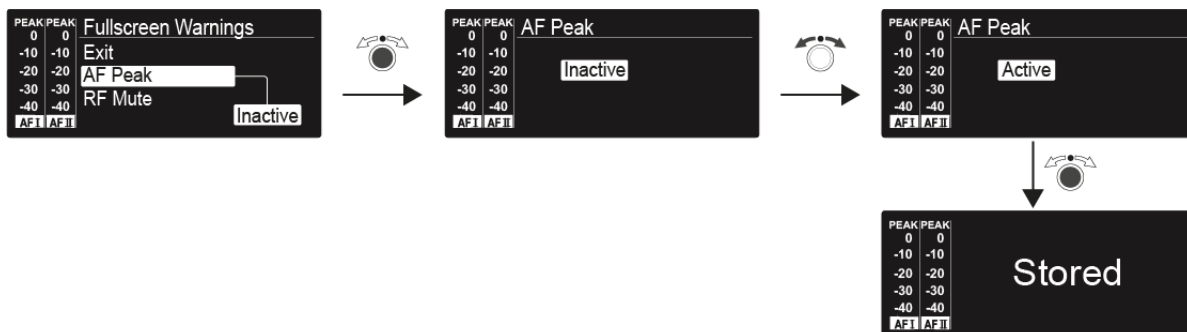 PEAK PEAK Fullscreen Warnings
0 0
-10 -10 Exit
-20 -20 AF Peak
-30 -30 RF Mute
-40 -40 Inactive
AF I AF II
PEAK PEAK AF Peak
0 0
-10 -10
-20 -20 Inactive
-30 -30
-40 -40
AF I AF II
PEAK PEAK AF Peak
0 0
-10 -10
-20 -20 Active
-30 -30
-40 -40
AF I AF II
PEAK PEAK
0 0
-10 -10
-20 -20 Stored
-30 -30
-40 -40
AF I AF II